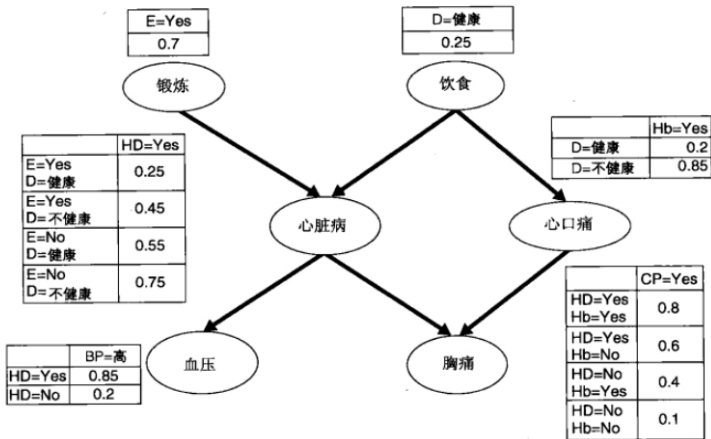 E=Yes
0.7
D=健康
0.25
锻炼
饮食
HD=Yes
E=Yes
D=健康
0.25
E=Yes
D=不健康
0.45
E=No
D=健康
0.55
E=No
D=不健康
0.75
Hb=Yes
D=健康
0.2
D=不健康
0.85
心脏病
心口痛
BP=高
HD=Yes
0.85
HD=No
0.2
血压
胸痛
CP=Yes
HD=Yes
Hb=Yes
0.8
HD=Yes
Hb=No
0.6
HD=No
Hb=Yes
0.4
HD=No
Hb=No
0.1